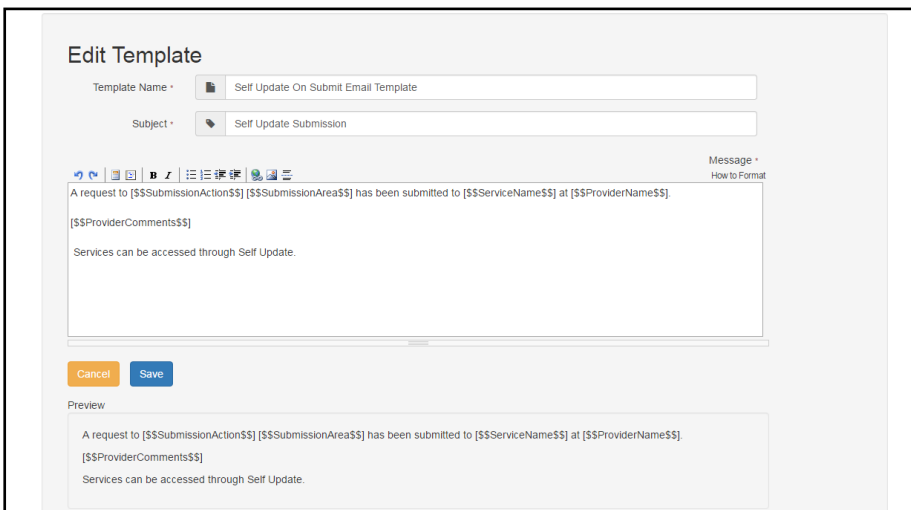 Edit Template
Template Name *
Self Update On Submit Email Template
Subject *
Self Update Submission
Message *
How to Format
B I
A request to [$$SubmissionAction$$] [$$SubmissionArea$$] has been submitted to [$$ServiceName$$] at [$$ProviderName$$].
[$$ProviderComments$$]
Services can be accessed through Self Update.
Cancel Save
Preview
A request to [$$SubmissionAction$$] [$$SubmissionArea$$] has been submitted to [$$ServiceName$$] at [$$ProviderName$$].
[$$ProviderComments$$]
Services can be accessed through Self Update.